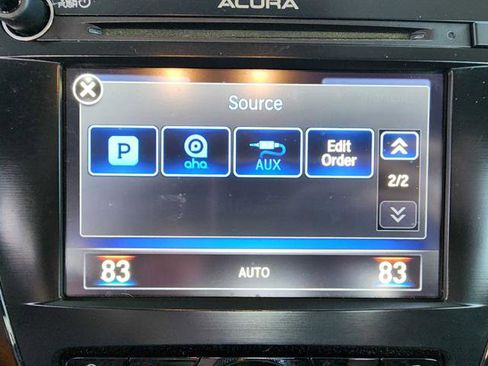 ACURA
Source
P
aha
AUX
Edit
Order
2/2
83
AUTO
83